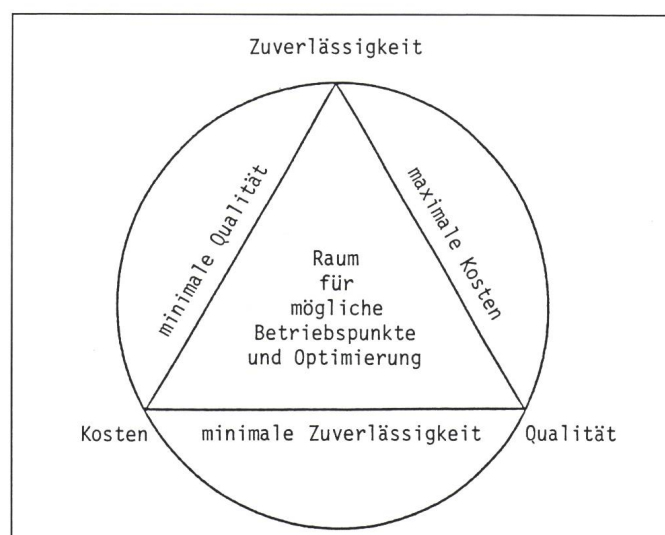 Zuverlässigkeit
minimale Qualität
maximale Kosten
Raum
für
mögliche
Betriebspunkte
und Optimierung
Kosten
minimale Zuverlässigkeit
Qualität